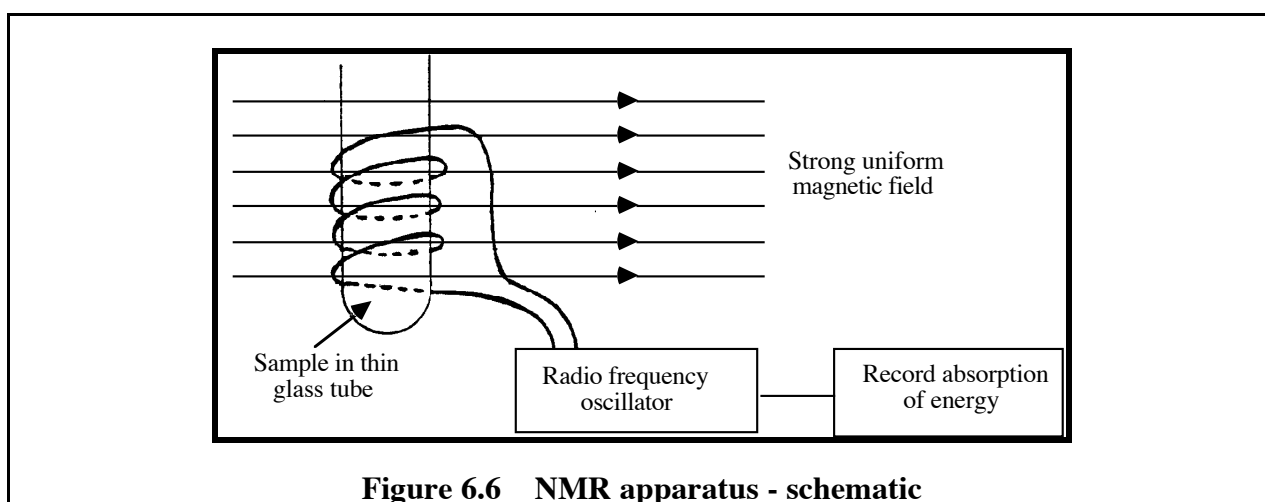 Strong uniform
magnetic field
Sample in thin
glass tube
Radio frequency
oscillator
Record absorption
of energy
Figure 6.6 NMR apparatus - schematic